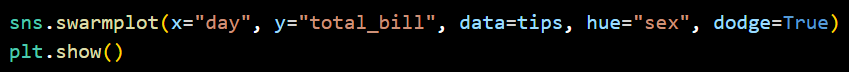 sns.swarmplot(x="day", y="total_bill", data=tips, hue="sex", dodge=True)
plt.show()